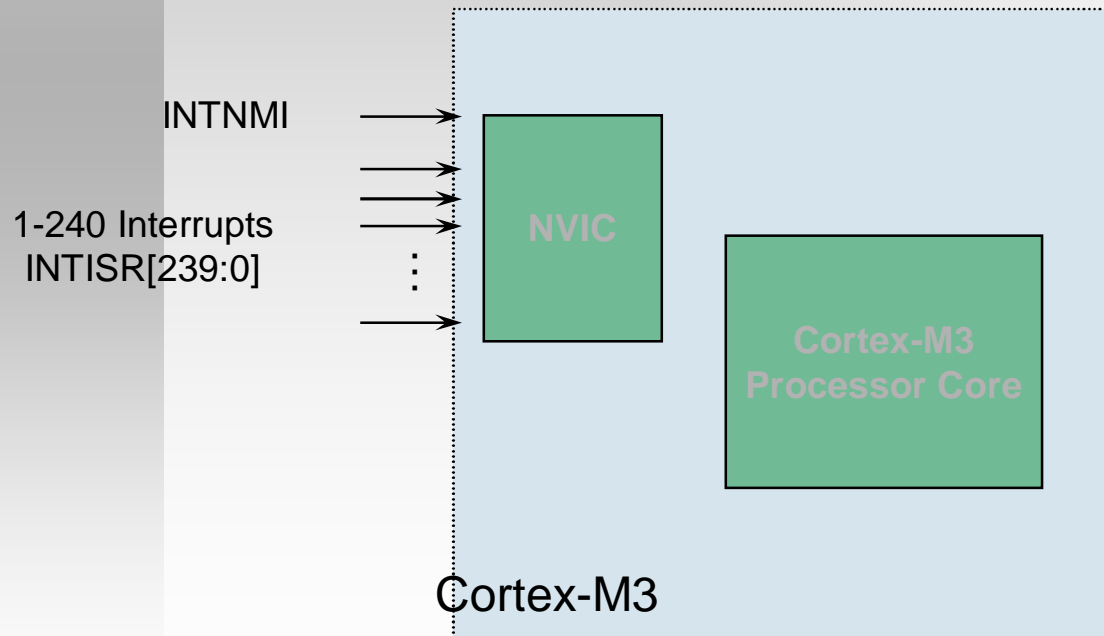 INTNMI
1-240 Interrupts
INTISR[239:0]
NVIC
Cortex-M3
Processor Core
Cortex-M3